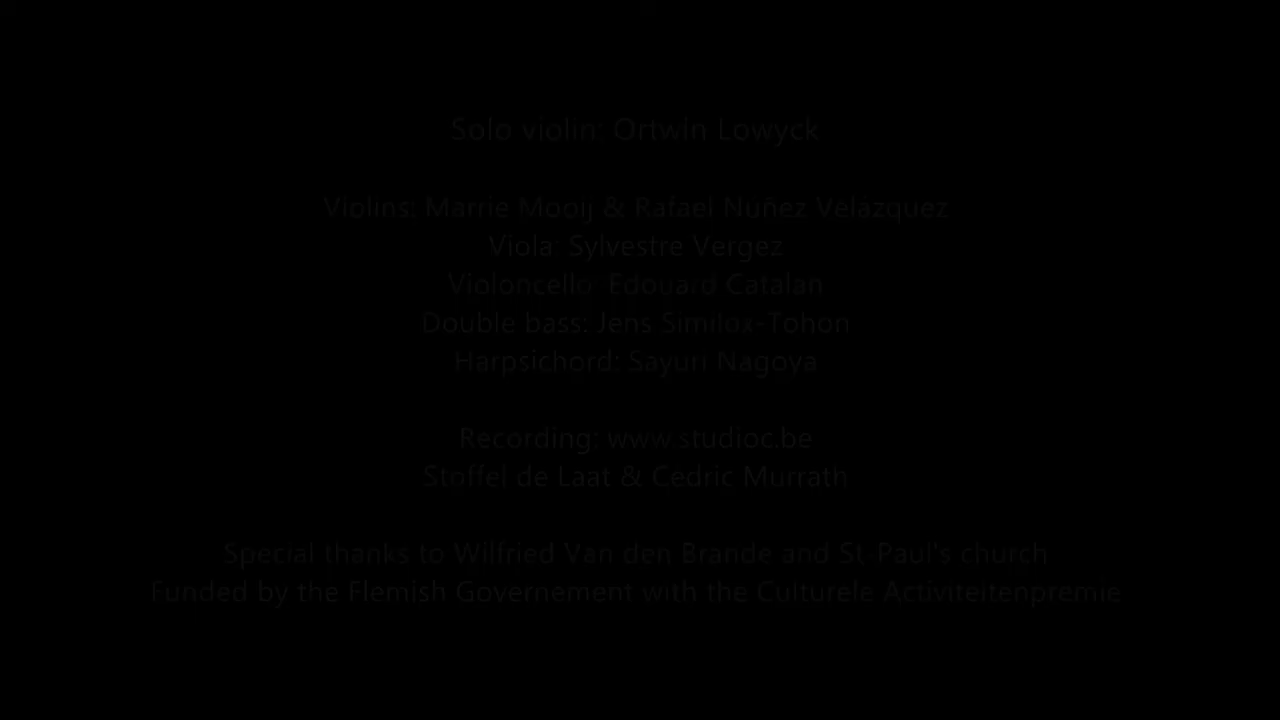 Solo violin: Ortwin Lowyck
Violins: Marrie Mooij & Rafael Nuñez Velázquez
Viola: Sylvestre Vergez
Violoncello: Edouard Catalan
Double bass: Jens Similox-Tohon
Harpsichord: Sayuri Nagoya
Recording: www.studioc.be
Stoffel de Laat & Cédric Murrath
Special thanks to Wilfried Van den Brande and St-Paul's church
Funded by the Flemish Governement with the Culturele Activiteitenpremie